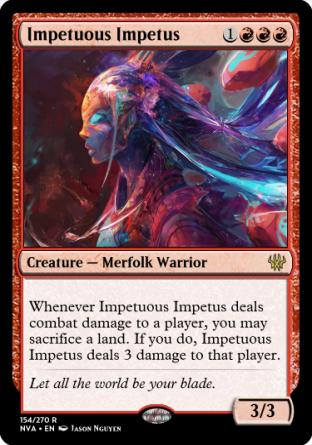 Impetuous Impetus 1
Creature — Merfolk Warrior
Whenever Impetuous Impetus deals
combat damage to a player, you may
sacrifice a land. If you do, Impetuous
Impetus deals 3 damage to that player.
Let all the world be your blade.
3/3
154/270 R
NVA • EN Jason Nguyen